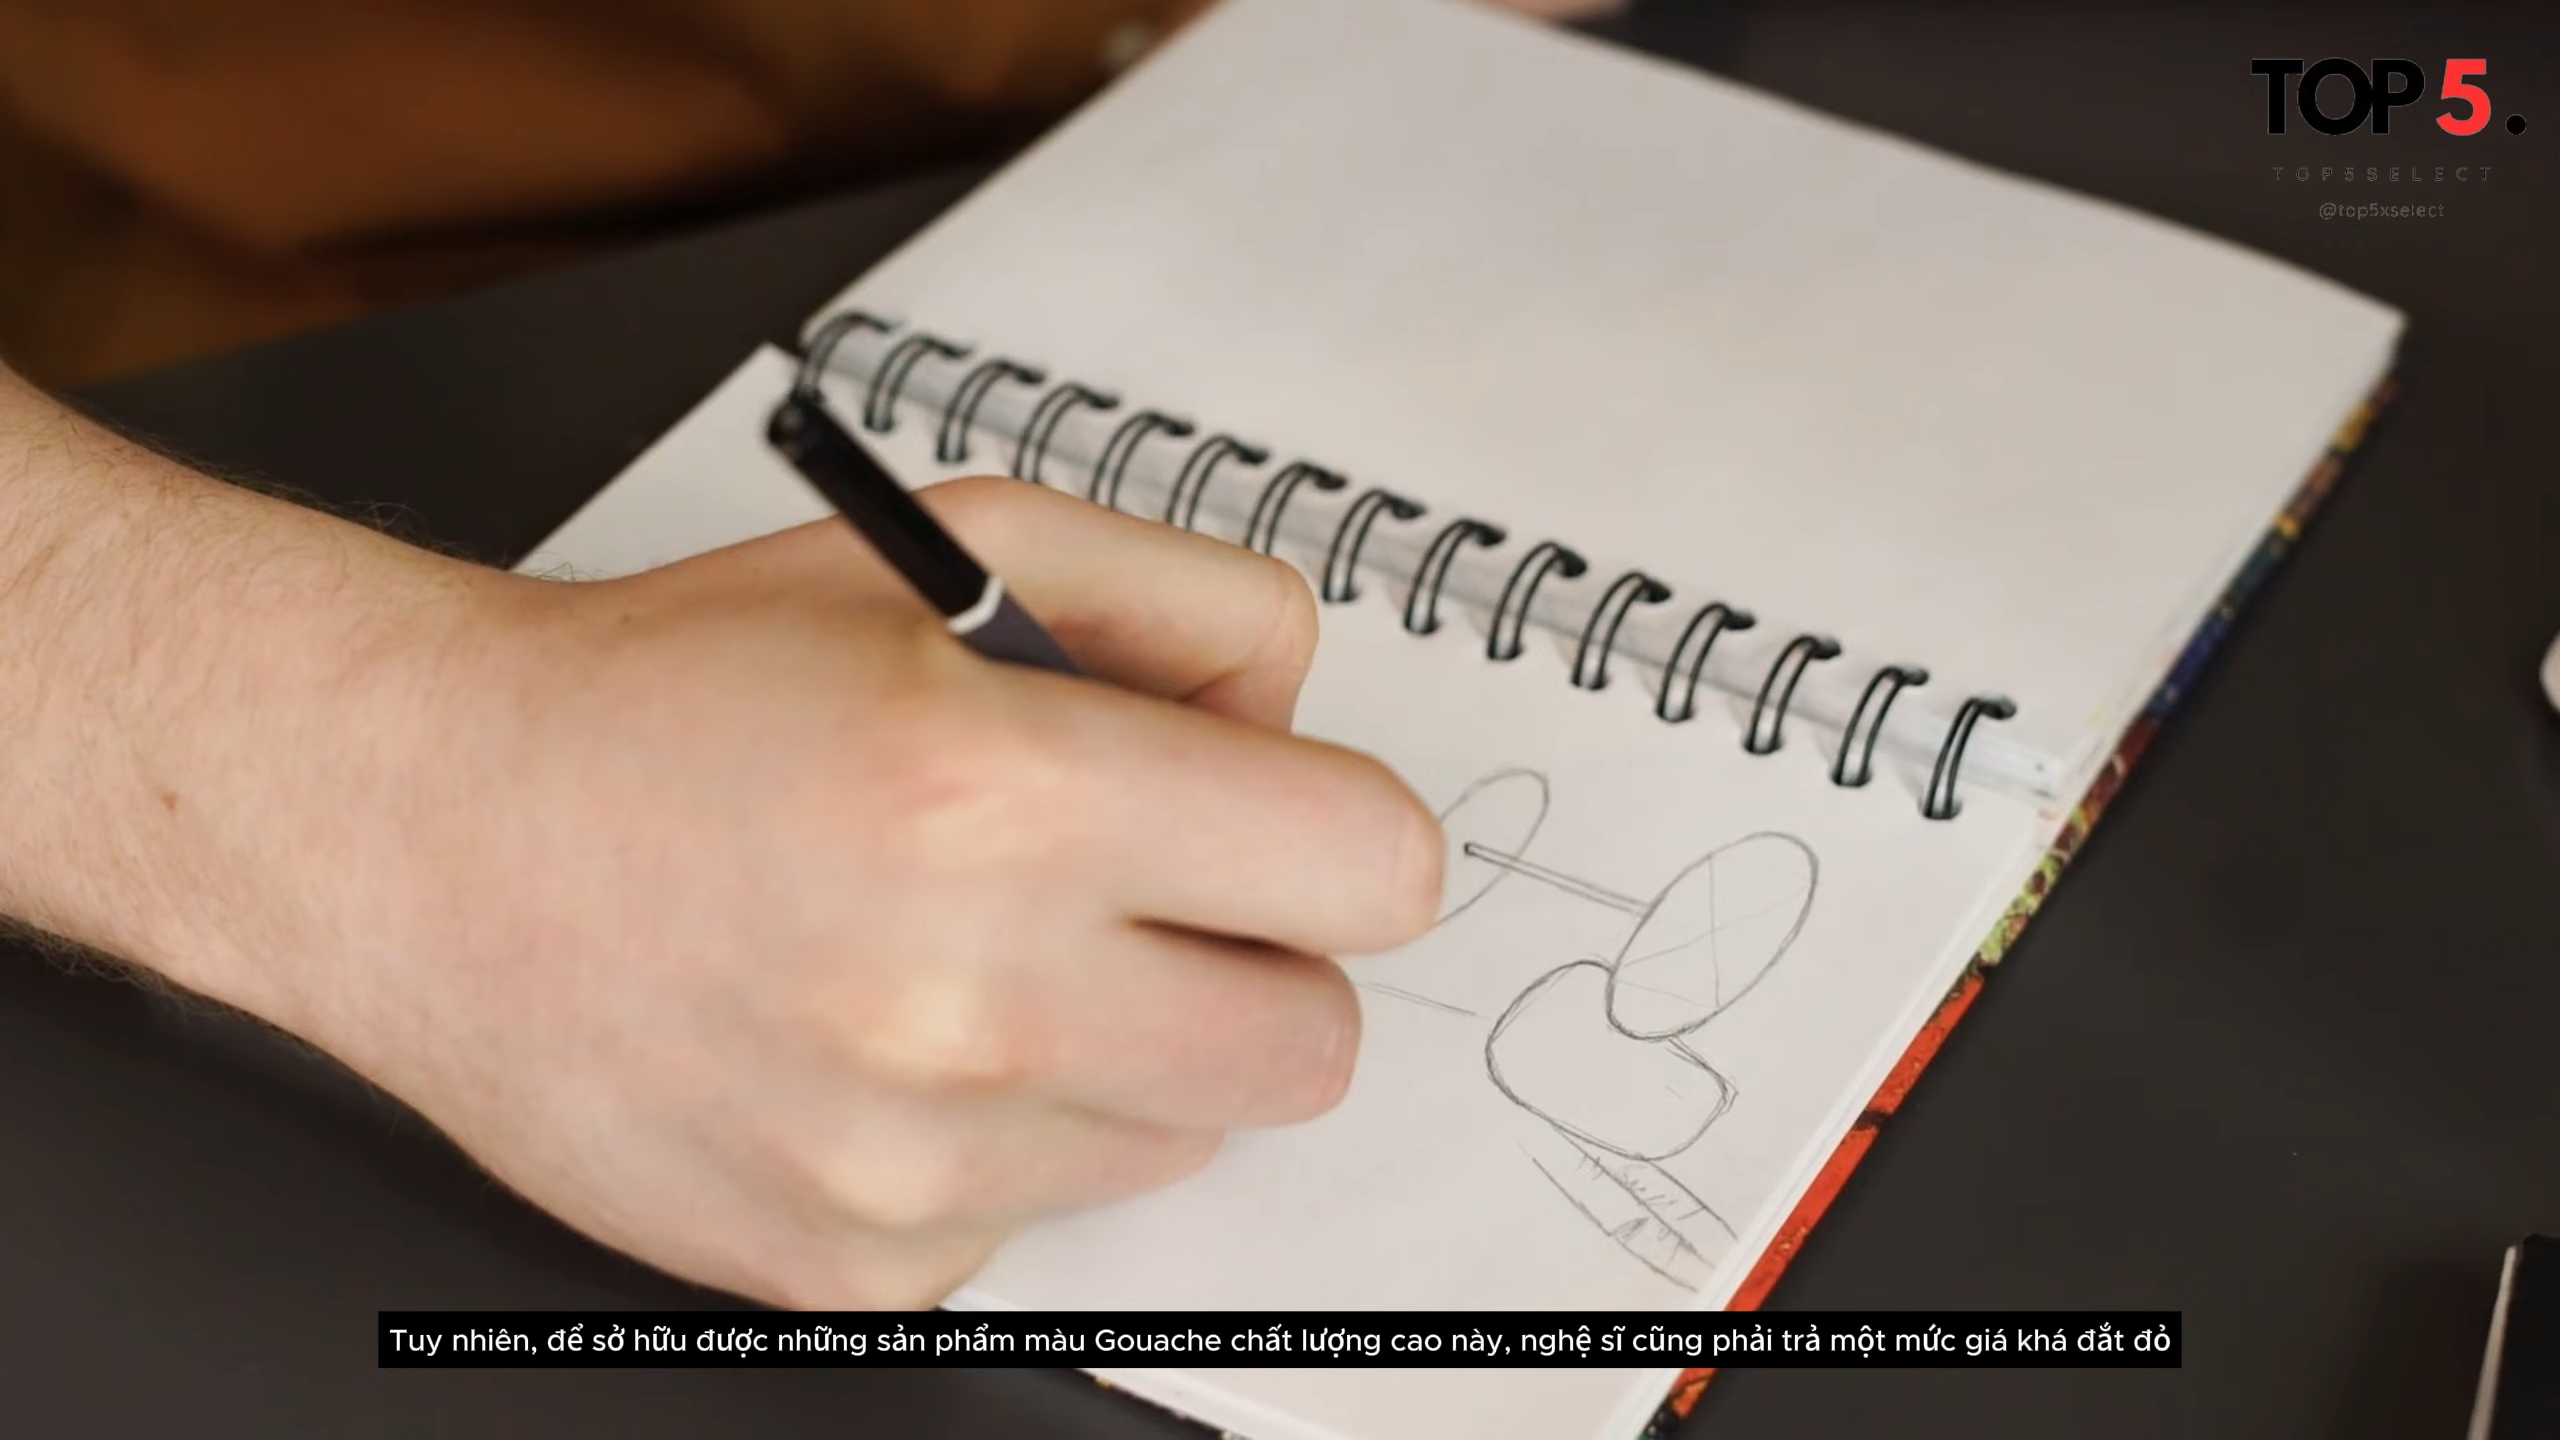 TOP 5.
TOP5SELECT
@top5xselect
Tuy nhiên, để sở hữu được những sản phẩm màu Gouache chất lượng cao này, nghệ sĩ cũng phải trả một mức giá khá đắt đỏ